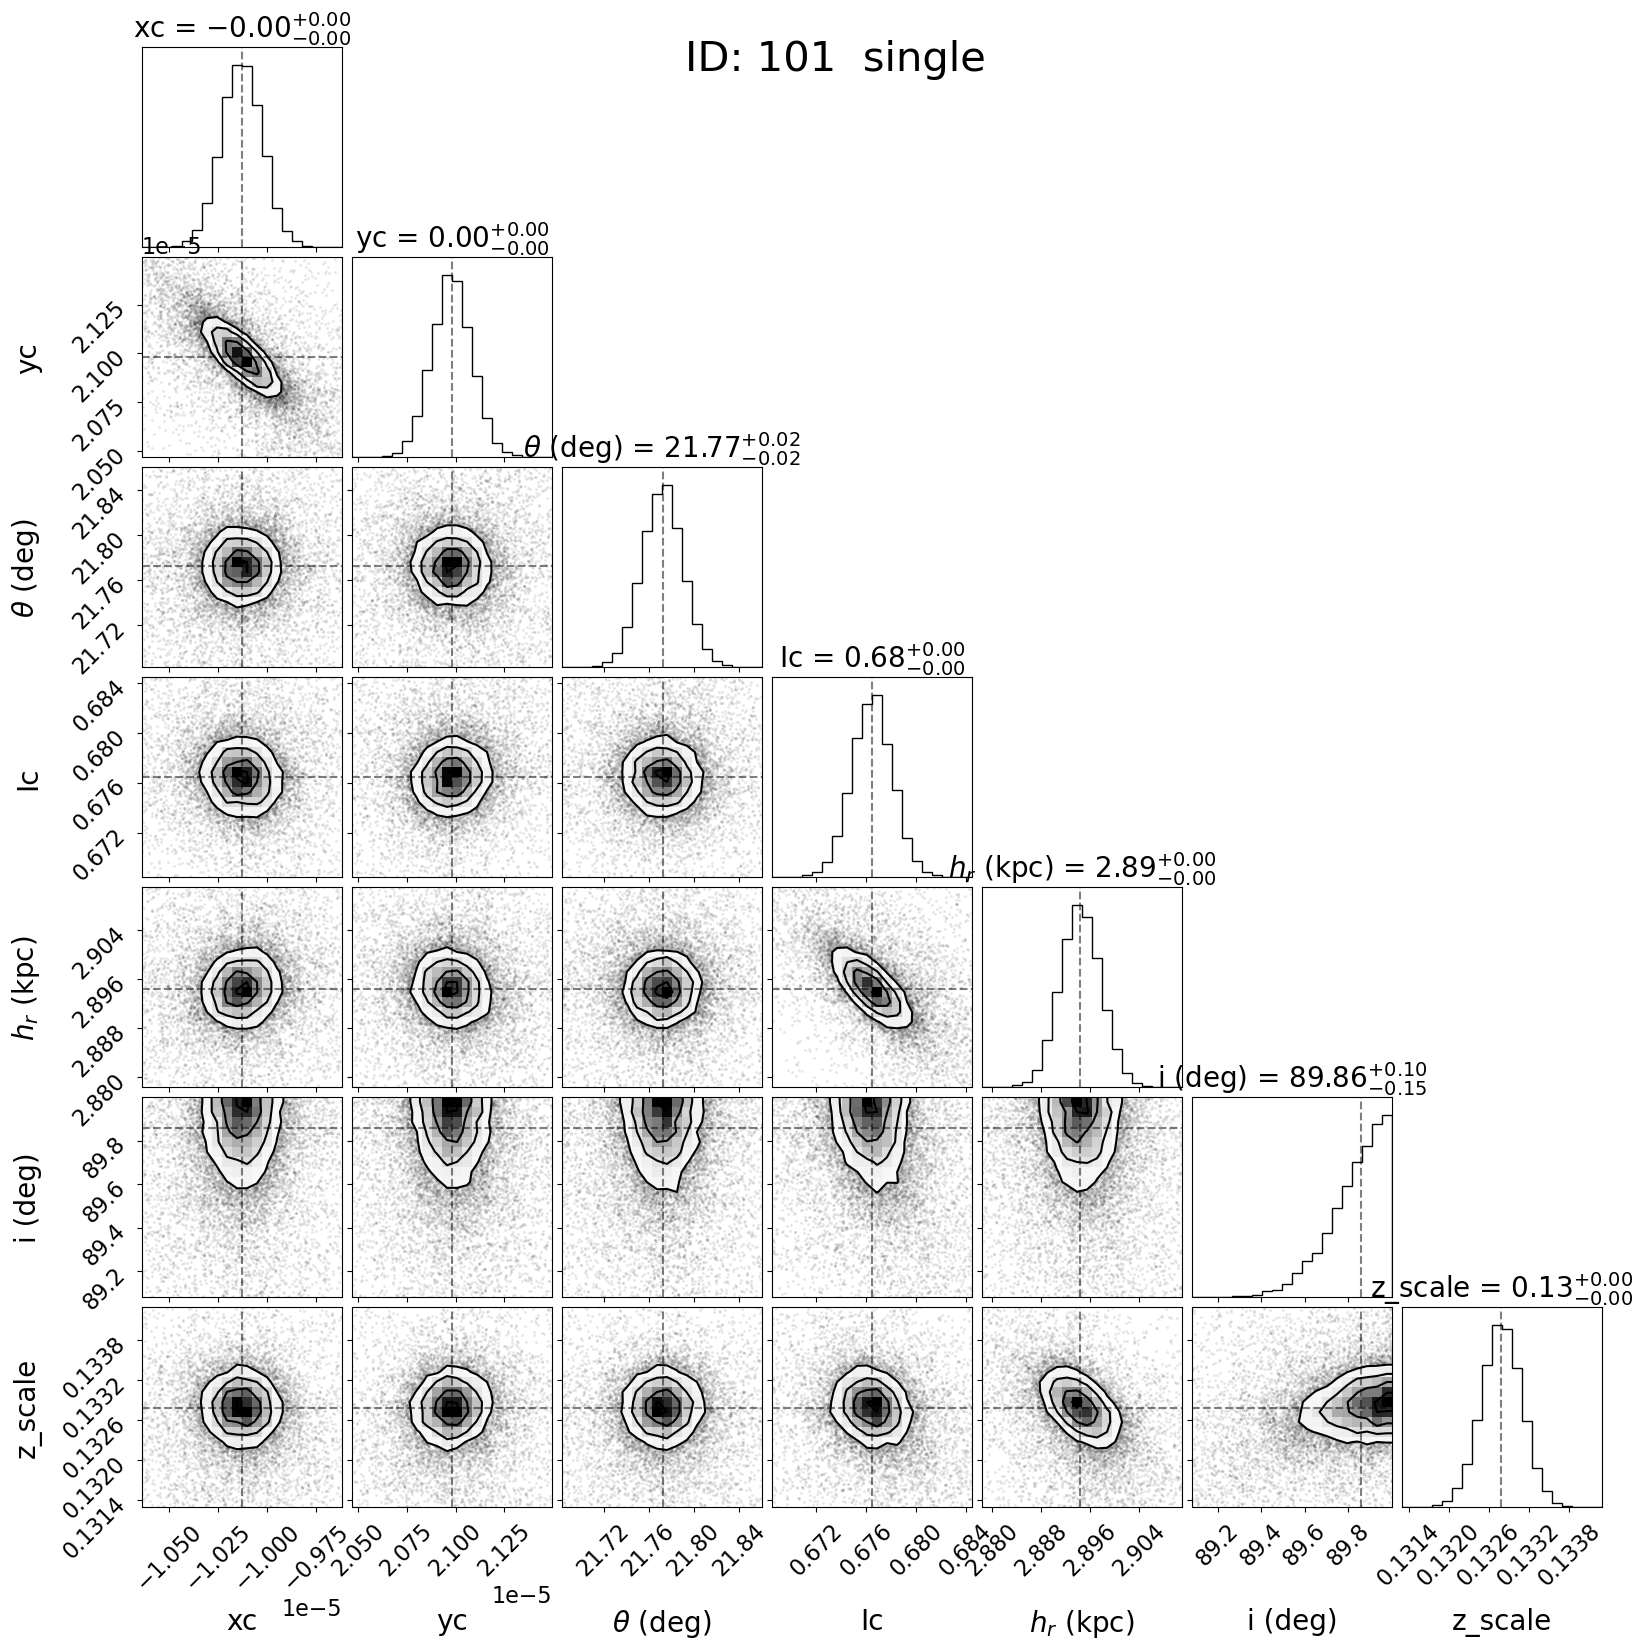 xc = −0.00 +0.00 −0.00
ID: 101 single
1e−5
yc = 0.00 +0.00 −0.00
yc
2.125
2.100
2.075
2.050
θ (deg) = 21.77 +0.02 −0.02
θ (deg)
21.84
21.80
21.76
21.72
Ic = 0.68 +0.00 −0.00
Ic
0.684
0.680
0.676
0.672
h_r (kpc) = 2.89 +0.00 −0.00
h_r (kpc)
2.904
2.896
2.888
2.880
i (deg) = 89.86 +0.10 −0.15
i (deg)
89.8
89.6
89.4
89.2
z_scale = 0.13 +0.00 −0.00
z_scale
0.1338
0.1332
0.1326
0.1320
0.1314
−1.050 −1.025 −1.000 −0.975
2.050 2.075 2.100 2.125
21.72 21.76 21.80 21.84
0.672 0.676 0.680 0.684
2.880 2.888 2.896 2.904
89.2 89.4 89.6 89.8
0.1314 0.1320 0.1326 0.1332 0.1338
1e−5 1e−5
xc yc θ (deg) Ic h_r (kpc) i (deg) z_scale